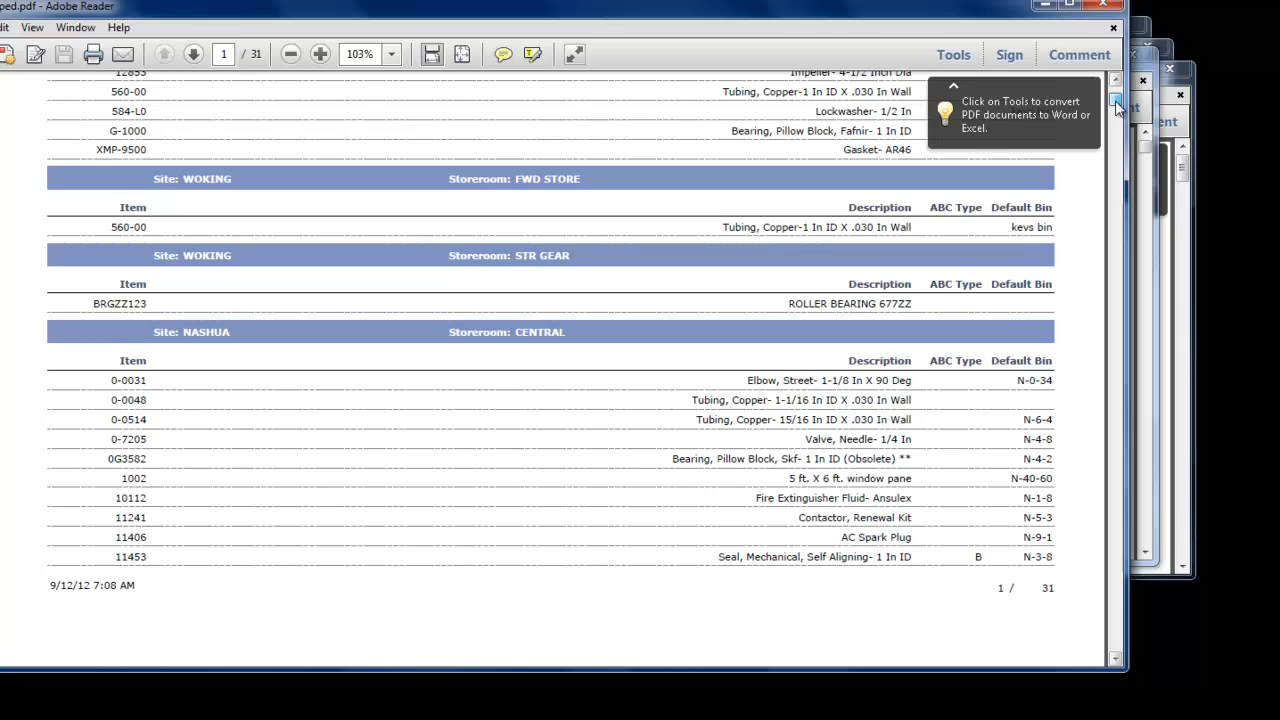 ped.pdf - Adobe Reader
dit View Window Help
1 / 31 103% Tools Sign Comment
12853 Impeller- 4-1/2 Inch Dia
560-00 Tubing, Copper-1 In ID X .030 In Wall
584-L0 Lockwasher- 1/2 In
G-1000 Bearing, Pillow Block, Fafnir- 1 In ID
XMP-9500 Gasket- AR46
Click on Tools to convert
PDF documents to Word or
Excel.
Site: WOKING Storeroom: FWD STORE
Item Description ABC Type Default Bin
560-00 Tubing, Copper-1 In ID X .030 In Wall kevs bin
Site: WOKING Storeroom: STR GEAR
Item Description ABC Type Default Bin
BRGZZ123 ROLLER BEARING 677ZZ
Site: NASHUA Storeroom: CENTRAL
Item Description ABC Type Default Bin
0-0031 Elbow, Street- 1-1/8 In X 90 Deg N-0-34
0-0048 Tubing, Copper- 1-1/16 In ID X .030 In Wall
0-0514 Tubing, Copper- 15/16 In ID X .030 In Wall N-6-4
0-7205 Valve, Needle- 1/4 In N-4-8
0G3582 Bearing, Pillow Block, Skf- 1 In ID (Obsolete) ** N-4-2
1002 5 ft. X 6 ft. window pane N-40-60
10112 Fire Extinguisher Fluid- Ansulex N-1-8
11241 Contactor, Renewal Kit N-5-3
11406 AC Spark Plug N-9-1
11453 Seal, Mechanical, Self Aligning- 1 In ID B N-3-8
9/12/12 7:08 AM 1 / 31
nt
ent